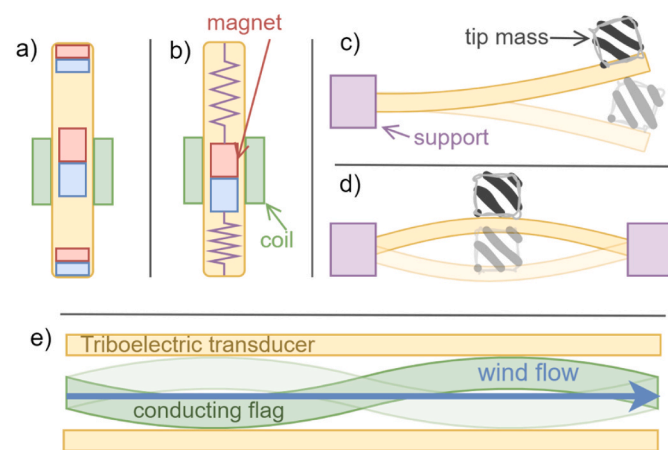 a)
b)
magnet
coil
c)
tip mass
support
d)
e)
Triboelectric transducer
wind flow
conducting flag